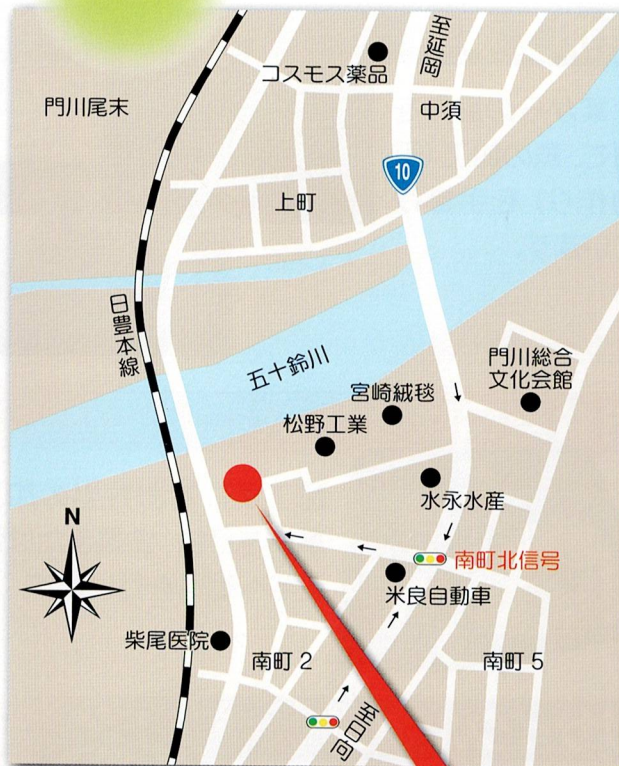 至延岡
コスモス薬品
門川尾末
中須
10
上町
日豊本線
五十鈴川
門川総合
文化会館
宮崎絨毯
松野工業
水永水産
N
南町北信号
米良自動車
柴尾医院
南町 2
南町 5
至日向